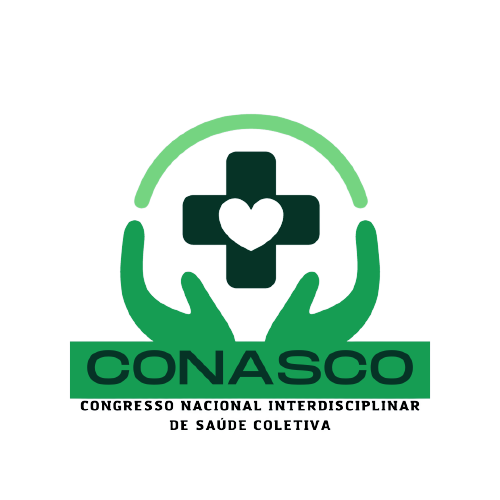 CONASCO
CONGRESSO NACIONAL INTERDISCIPLINAR
DE SAÚDE COLETIVA